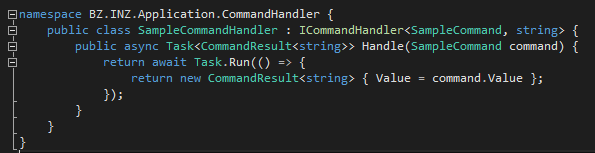 namespace BZ.INZ.Application.CommandHandler {
public class SampleCommandHandler : ICommandHandler<SampleCommand, string> {
public async Task<CommandResult<string>> Handle(SampleCommand command) {
return await Task.Run(() => {
return new CommandResult<string> { Value = command.Value };
});
}
}
}